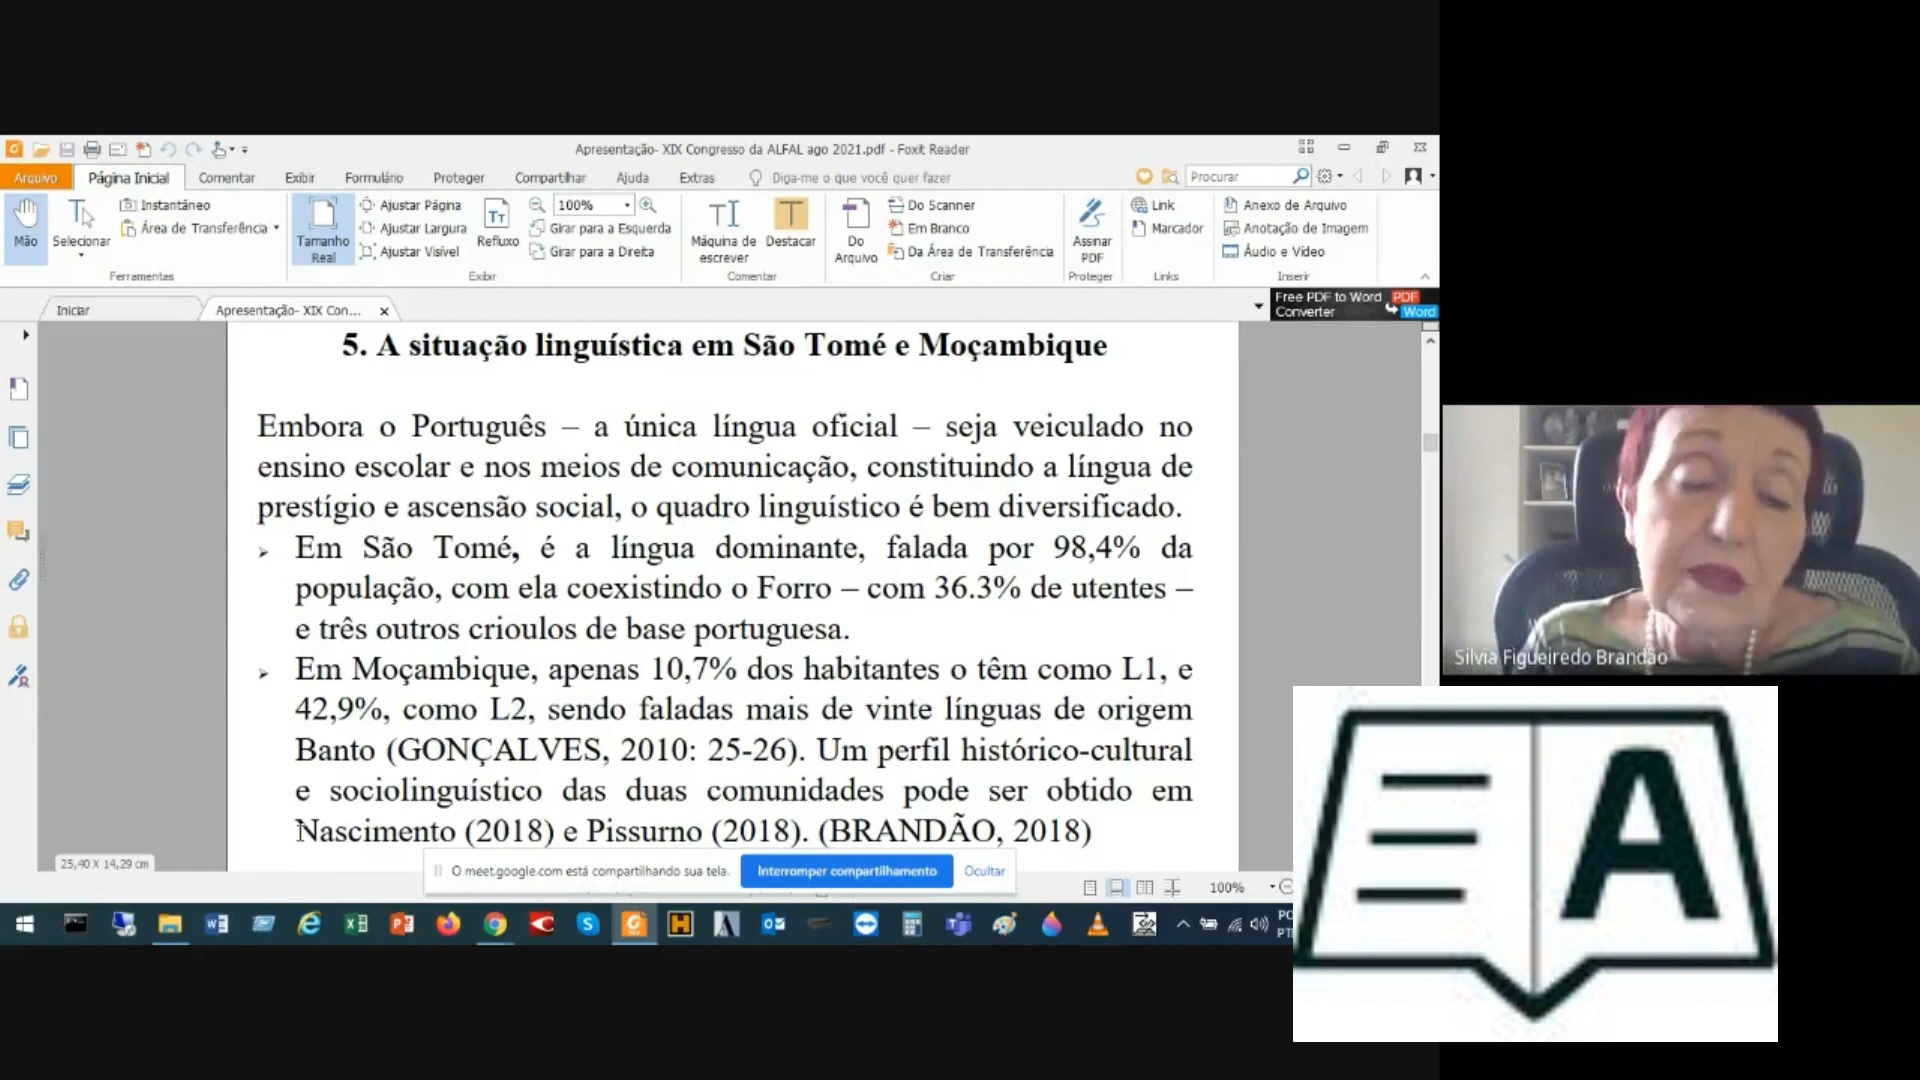 Apresentação- XIX Congresso da ALFAL ago 2021.pdf - Foxit Reader
Arquivo
Página Inicial
Comentar
Exibir
Formulário
Proteger
Compartilhar
Ajuda
Extras
Diga-me o que você quer fazer
Procurar
Mão
Selecionar
Instantâneo
Área de Transferência
Ferramentas
Tamanho
Real
Ajustar Página
Ajustar Largura
Ajustar Visível
Refluxo
100%
Girar para a Esquerda
Girar para a Direita
Exibir
Máquina de
escrever
Destacar
Comentar
Do
Arquivo
Do Scanner
Em Branco
Da Área de Transferência
Criar
Assinar
PDF
Proteger
Link
Marcador
Links
Anexo de Arquivo
Anotação de Imagem
Áudio e Vídeo
Inserir
Iniciar
Apresentação- XIX Con...
Free PDF to Word
Converter
PDF
Word
5. A situação linguística em São Tomé e Moçambique
Embora o Português – a única língua oficial – seja veiculado no
ensino escolar e nos meios de comunicação, constituindo a língua de
prestígio e ascensão social, o quadro linguístico é bem diversificado.
➢ Em São Tomé, é a língua dominante, falada por 98,4% da
população, com ela coexistindo o Forro – com 36.3% de utentes –
e três outros crioulos de base portuguesa.
➢ Em Moçambique, apenas 10,7% dos habitantes o têm como L1, e
42,9%, como L2, sendo faladas mais de vinte línguas de origem
Banto (GONÇALVES, 2010: 25-26). Um perfil histórico-cultural
e sociolinguístico das duas comunidades pode ser obtido em
Nascimento (2018) e Pissurno (2018). (BRANDÃO, 2018)
25,40 X 14,29 cm
O meet.google.com está compartilhando sua tela.
Interromper compartilhamento
Ocultar
100%
Silvia Figueiredo Brandão
A